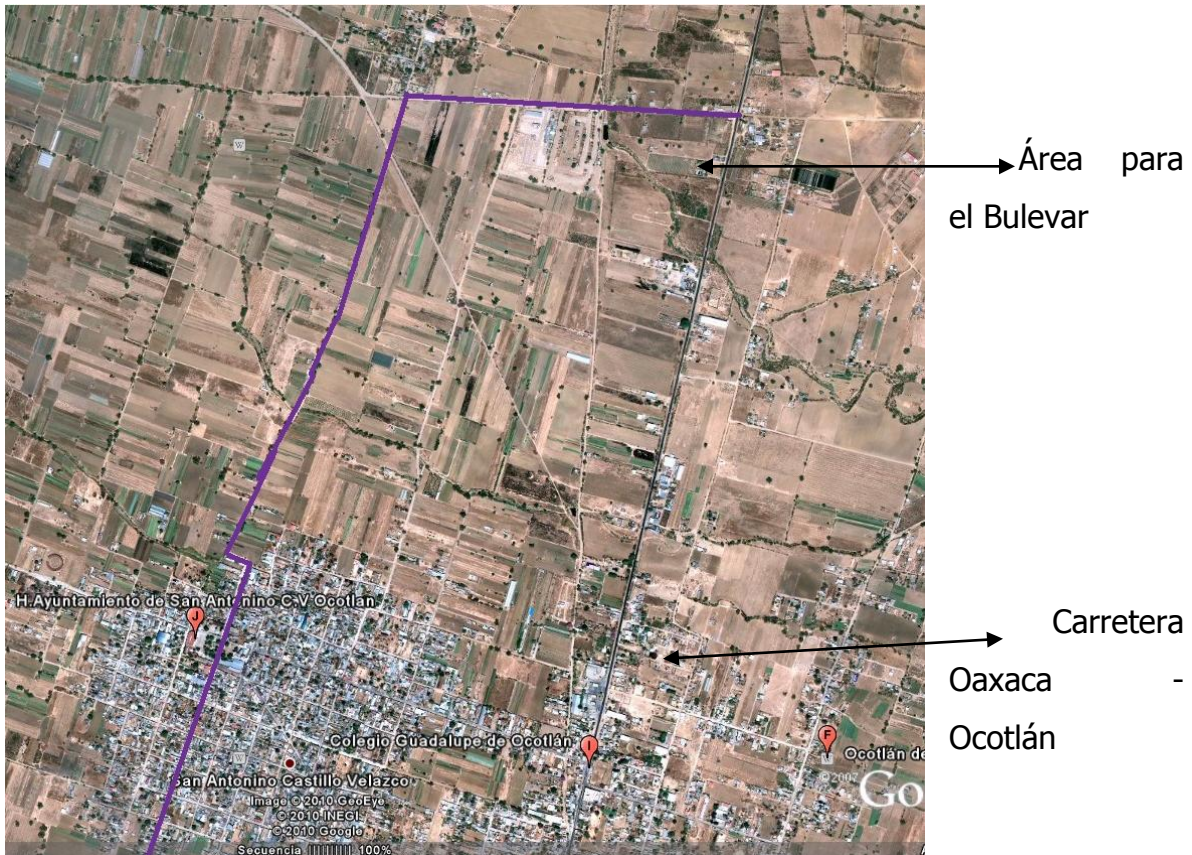 W
Área para
el Bulevar
H.Ayuntamiento de San Antonino C.V Ocotlan
J
Carretera
Oaxaca -
Ocotlán
Colegio Guadalupe de Ocotlán
I
F
Ocotlán de
W
San Antonino Castillo Velazco
©2007
Go
Image © 2010 GeoEye
© 2010 INEGI
© 2010 Google
Secuencia |||||||||| 100%
A